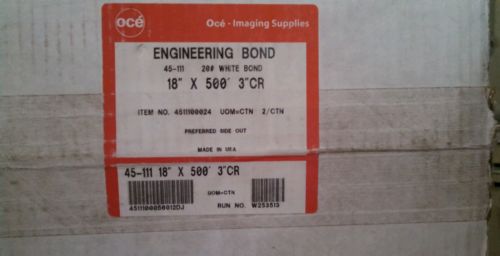 océ
Océ - Imaging Supplies
ENGINEERING BOND
45-111 20# WHITE BOND
18" X 500' 3"CR
ITEM NO. 4511100024 UOM=CTN 2/CTN
PREFERRED SIDE OUT
MADE IN USA
45-111 18" X 500' 3"CR
UOM=CTN
4511100050012DJ RUN NO. W253513